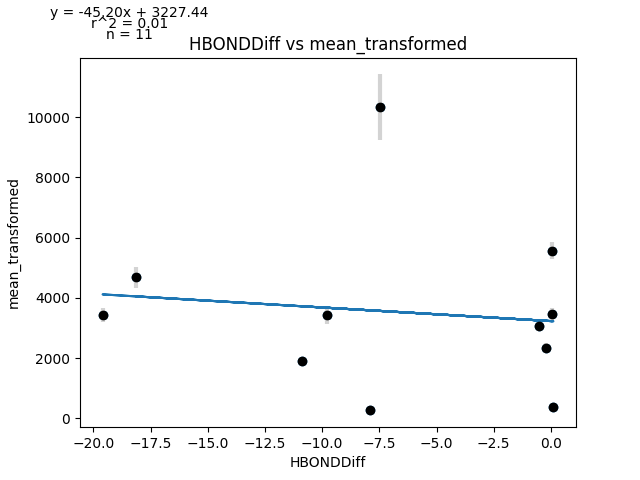 y = -45.20x + 3227.44
r^2 = 0.01
n = 11
HBONDDiff vs mean_transformed
10000
8000
6000
4000
2000
0
mean_transformed
−20.0 −17.5 −15.0 −12.5 −10.0 −7.5 −5.0 −2.5 0.0
HBONDDiff